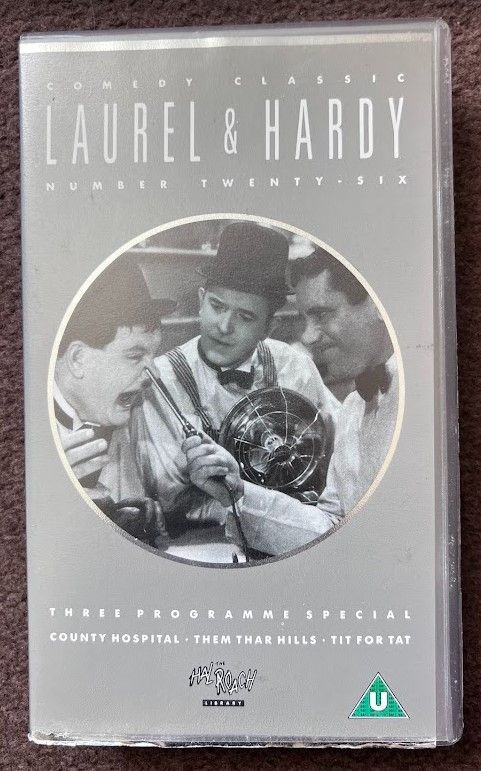 COMEDY CLASSIC
LAUREL & HARDY
NUMBER TWENTY-SIX
THREE PROGRAMME SPECIAL
COUNTY HOSPITAL · THEM THAR HILLS · TIT FOR TAT
THE
HAL ROACH
LIBRARY
U